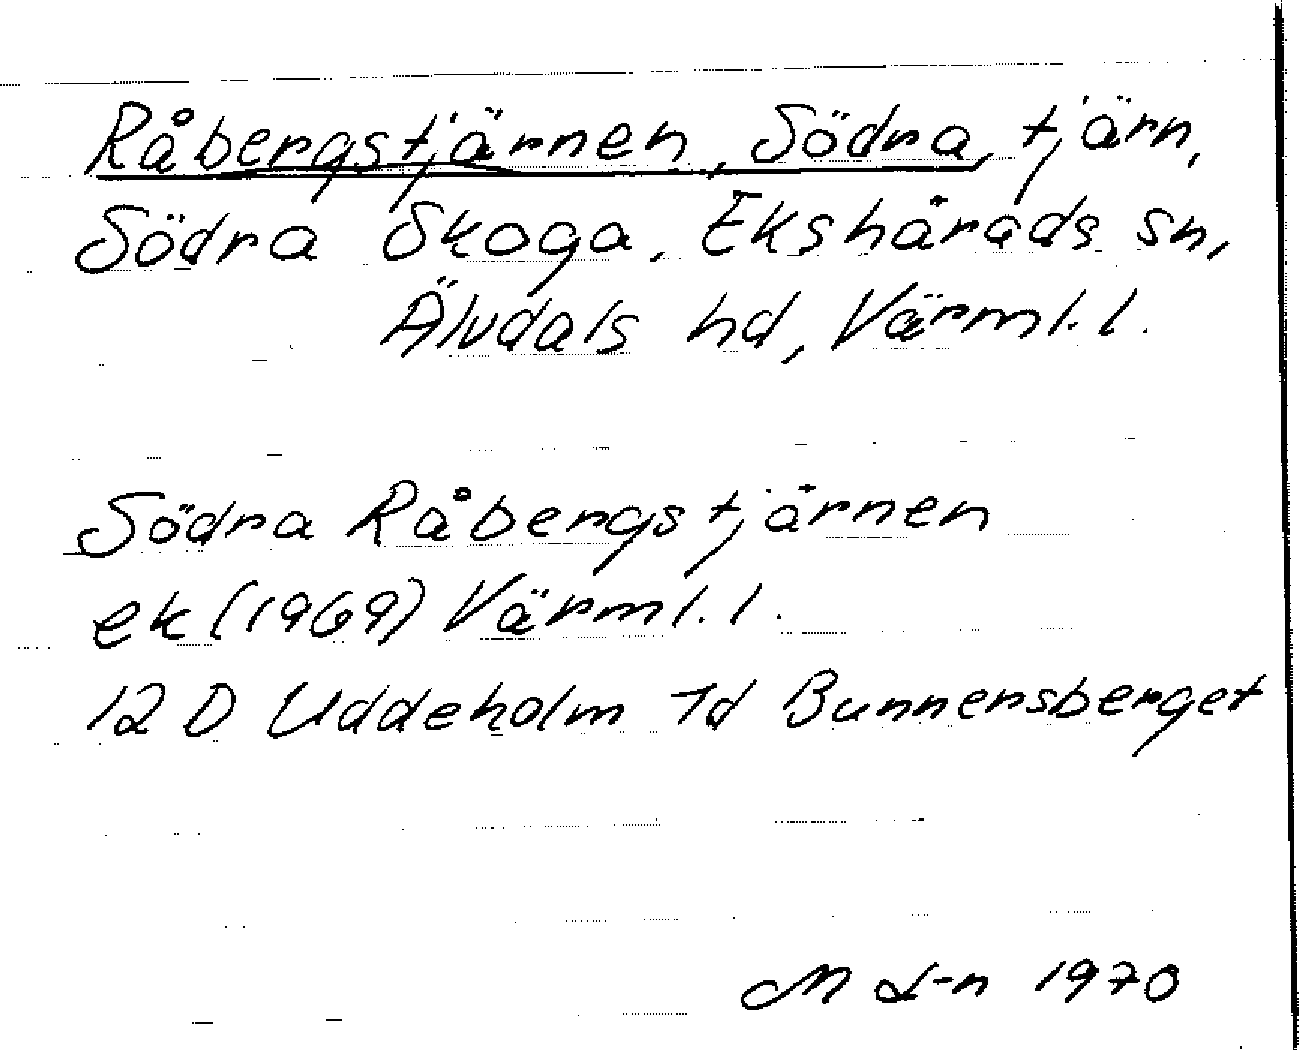 Råbergstjärnen, Södra, tjärn,
Södra Skoga, Ekshärads sn,
Älvdals hd, Värml. l.
Södra Råbergstjärnen
ek (1969) Värml. l.
12 D Uddeholm 7d Bunnensberget
M L-n 1970